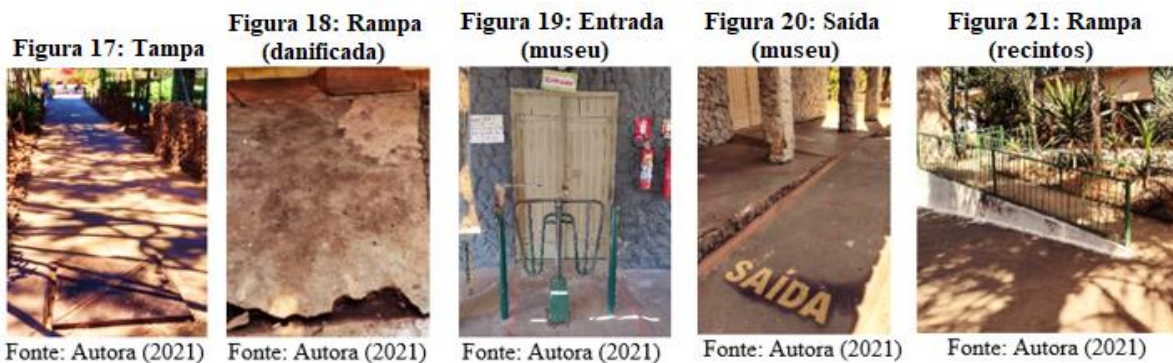 Figura 17: Tampa
Figura 18: Rampa
(danificada)
Figura 19: Entrada
(museu)
Figura 20: Saída
(museu)
Figura 21: Rampa
(recintos)
Entrada
SAÍDA
Fonte: Autora (2021)
Fonte: Autora (2021)
Fonte: Autora (2021)
Fonte: Autora (2021)
Fonte: Autora (2021)